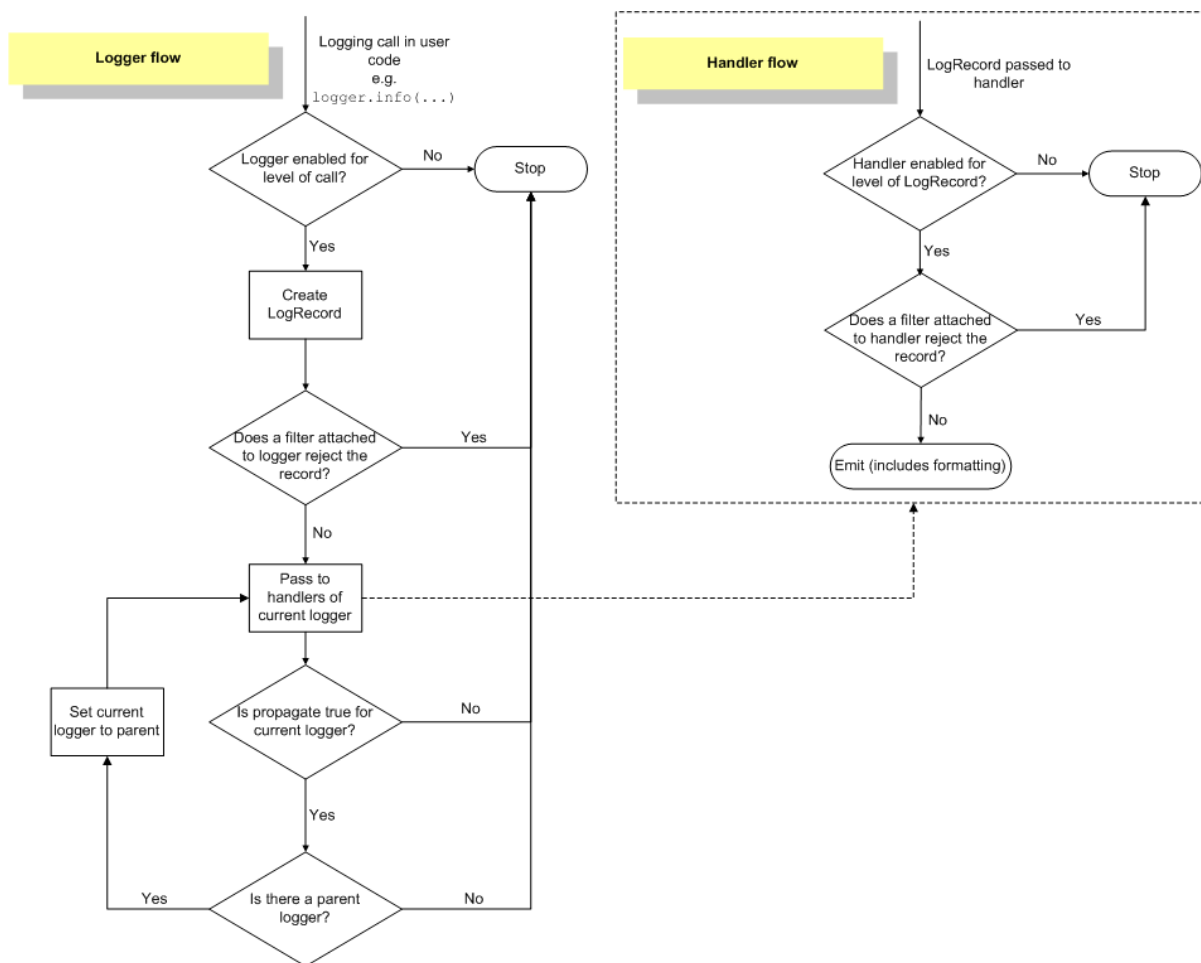 Logger flow
Logging call in user
code
e.g.
logger.info(...)
Logger enabled for
level of call?
No
Stop
Yes
Create
LogRecord
Does a filter attached
to logger reject the
record?
Yes
No
Pass to
handlers of
current logger
Set current
logger to parent
Is propagate true for
current logger?
No
Yes
Is there a parent
logger?
Yes
No
Handler flow
LogRecord passed to
handler
Handler enabled for
level of LogRecord?
No
Stop
Yes
Does a filter attached
to handler reject the
record?
Yes
No
Emit (includes formatting)